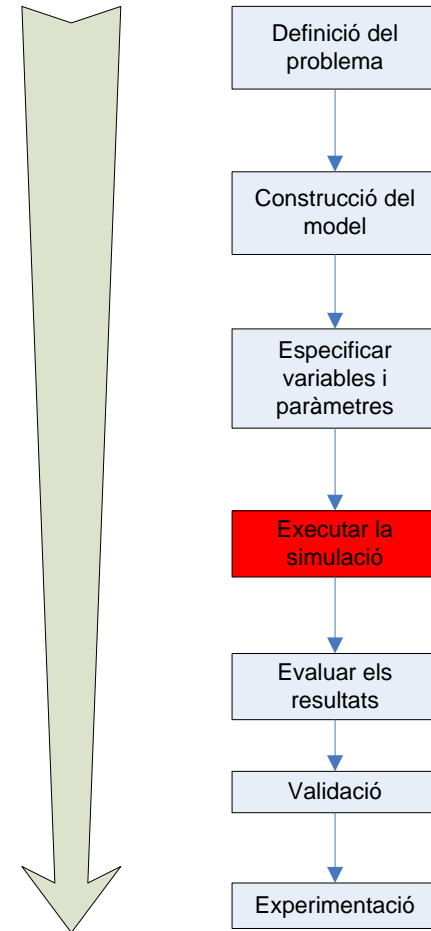 Definició del
problema
Construcció del
model
Especificar
variables i
paràmetres
Executar la
simulació
Evaluar els
resultats
Validació
Experimentació